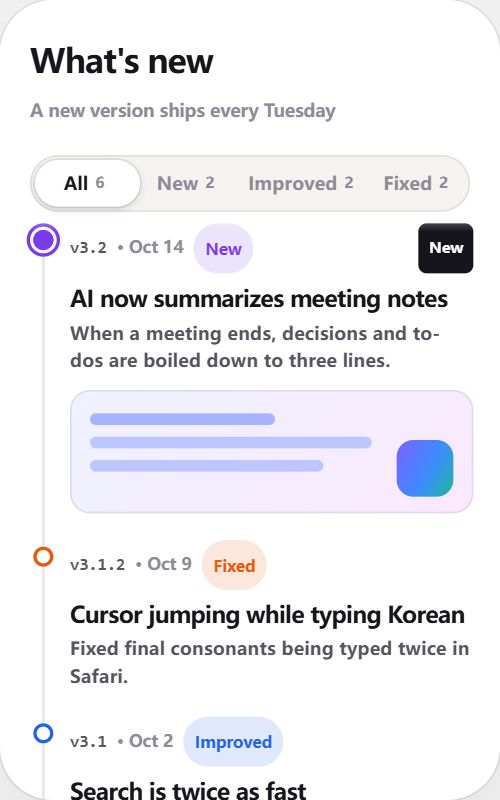 What's new
A new version ships every Tuesday
All 6 New 2 Improved 2 Fixed 2
v3.2 • Oct 14 New New
AI now summarizes meeting notes
When a meeting ends, decisions and to-
dos are boiled down to three lines.
v3.1.2 • Oct 9 Fixed
Cursor jumping while typing Korean
Fixed final consonants being typed twice in
Safari.
v3.1 • Oct 2 Improved
Search is twice as fast